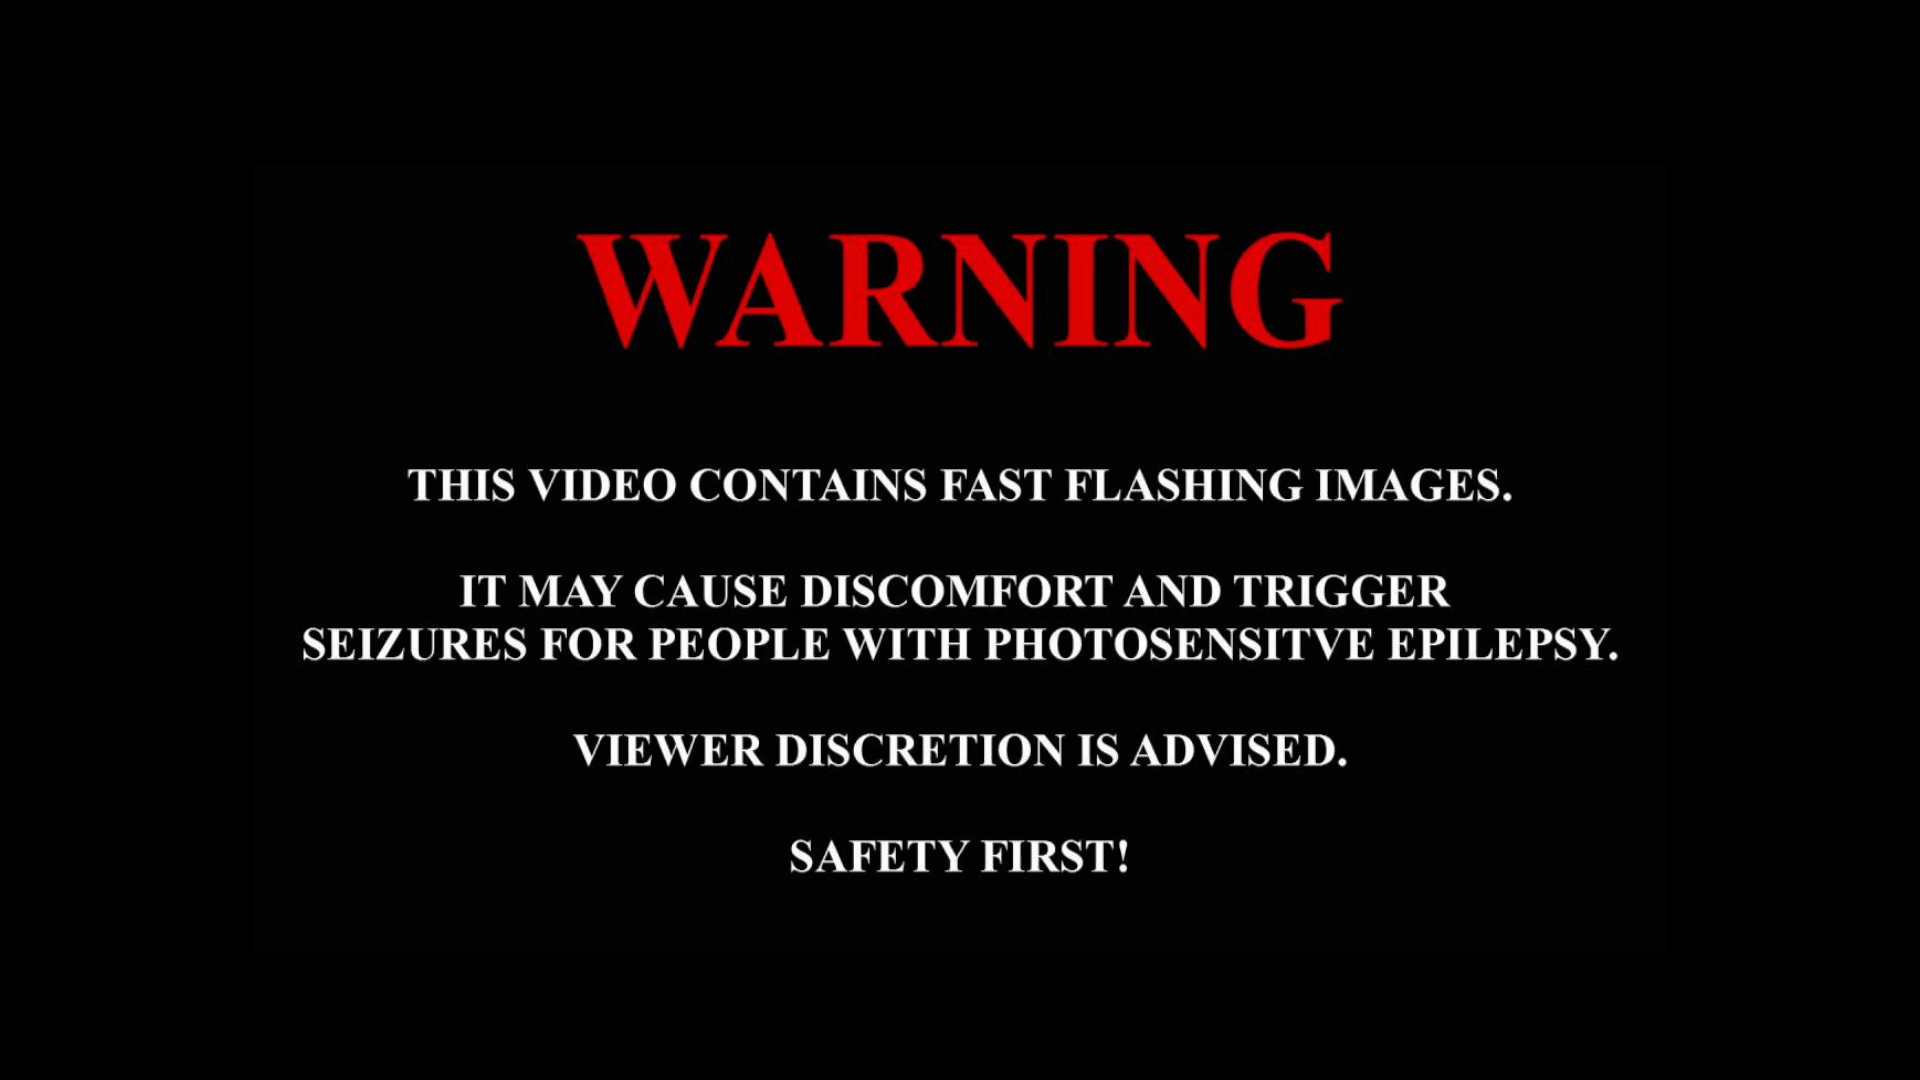 WARNING
THIS VIDEO CONTAINS FAST FLASHING IMAGES.
IT MAY CAUSE DISCOMFORT AND TRIGGER
SEIZURES FOR PEOPLE WITH PHOTOSENSITVE EPILEPSY.
VIEWER DISCRETION IS ADVISED.
SAFETY FIRST!